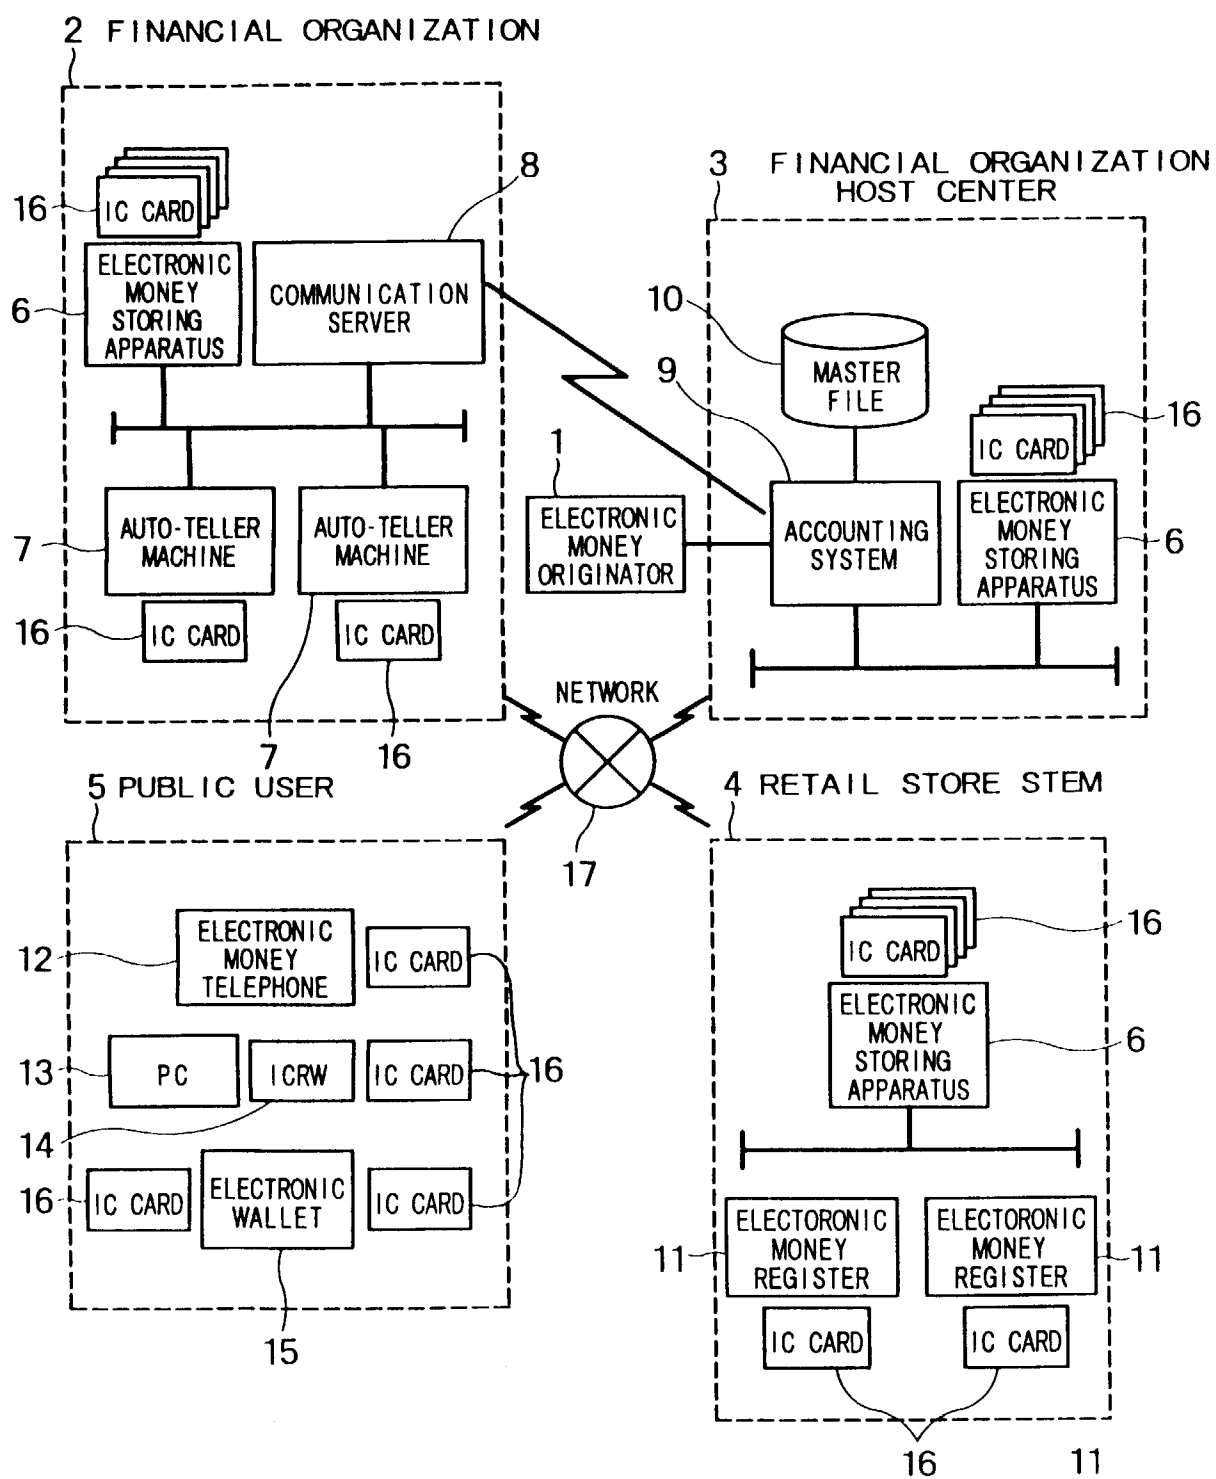 2 FINANCIAL ORGANIZATION
16
IC CARD
8
6
ELECTRONIC
MONEY
STORING
APPARATUS
COMMUNICATION
SERVER
7
AUTO-TELLER
MACHINE
AUTO-TELLER
MACHINE
16
IC CARD
IC CARD
7
16
3 FINANCIAL ORGANIZATION
HOST CENTER
10
MASTER
FILE
9
16
IC CARD
1
ELECTRONIC
MONEY
ORIGINATOR
ACCOUNTING
SYSTEM
ELECTRONIC
MONEY
STORING
APPARATUS
6
NETWORK
17
5 PUBLIC USER
12
ELECTRONIC
MONEY
TELEPHONE
IC CARD
13
PC
ICRW
IC CARD
16
14
16
IC CARD
ELECTRONIC
WALLET
IC CARD
15
4 RETAIL STORE STEM
IC CARD
16
ELECTRONIC
MONEY
STORING
APPARATUS
6
11
ELECTORONIC
MONEY
REGISTER
ELECTORONIC
MONEY
REGISTER
11
IC CARD
IC CARD
16
11